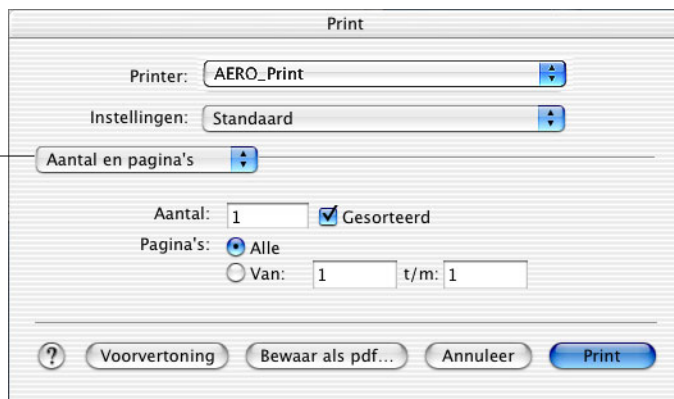 Print
Printer: AERO_Print
Instellingen: Standaard
Aantal en pagina's
Aantal: 1 Gesorteerd
Pagina's: Alle
Van: 1 t/m: 1
? Voorvertoning Bewaar als pdf... Annuleer Print